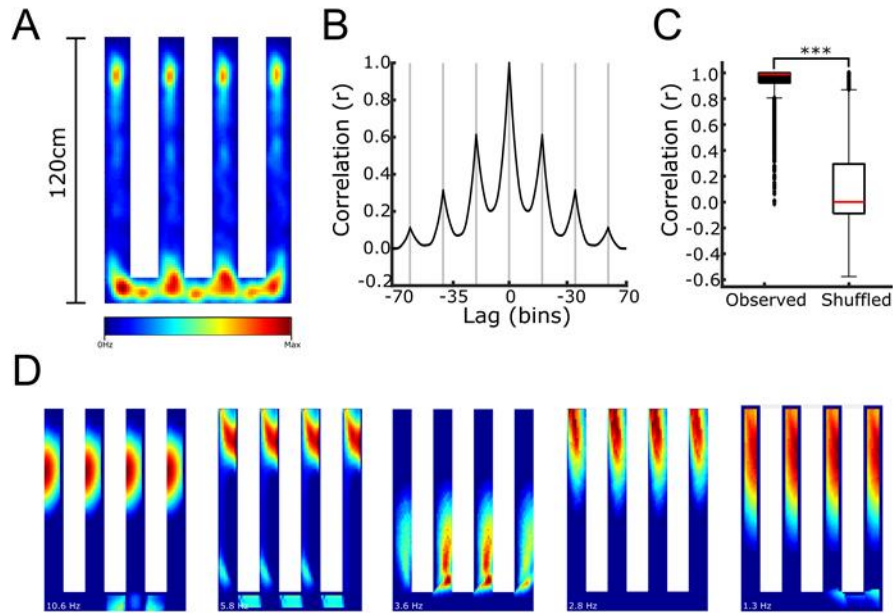 A
B
C
120cm
0Hz
Max
Correlation (r)
1.0
0.8
0.6
0.4
0.2
0.0
-0.2
-70
-35
0
-30
70
Lag (bins)
***
Correlation (r)
1.0
0.8
0.6
0.4
0.2
0.0
-0.2
-0.4
-0.6
Observed
Shuffled
D
10.6 Hz
5.8 Hz
3.6 Hz
2.8 Hz
1.3 Hz